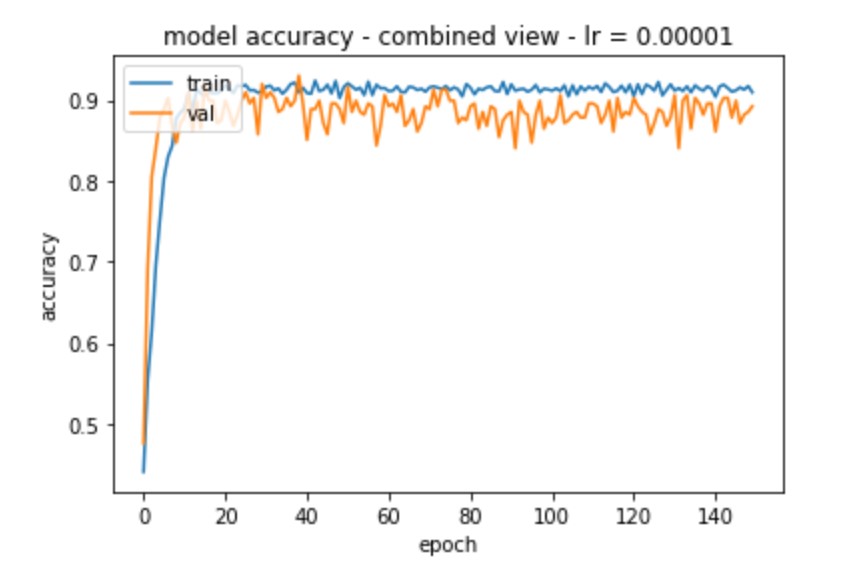 model accuracy - combined view - lr = 0.00001
train
val
0.9
0.8
0.7
0.6
0.5
accuracy
0 20 40 60 80 100 120 140
epoch